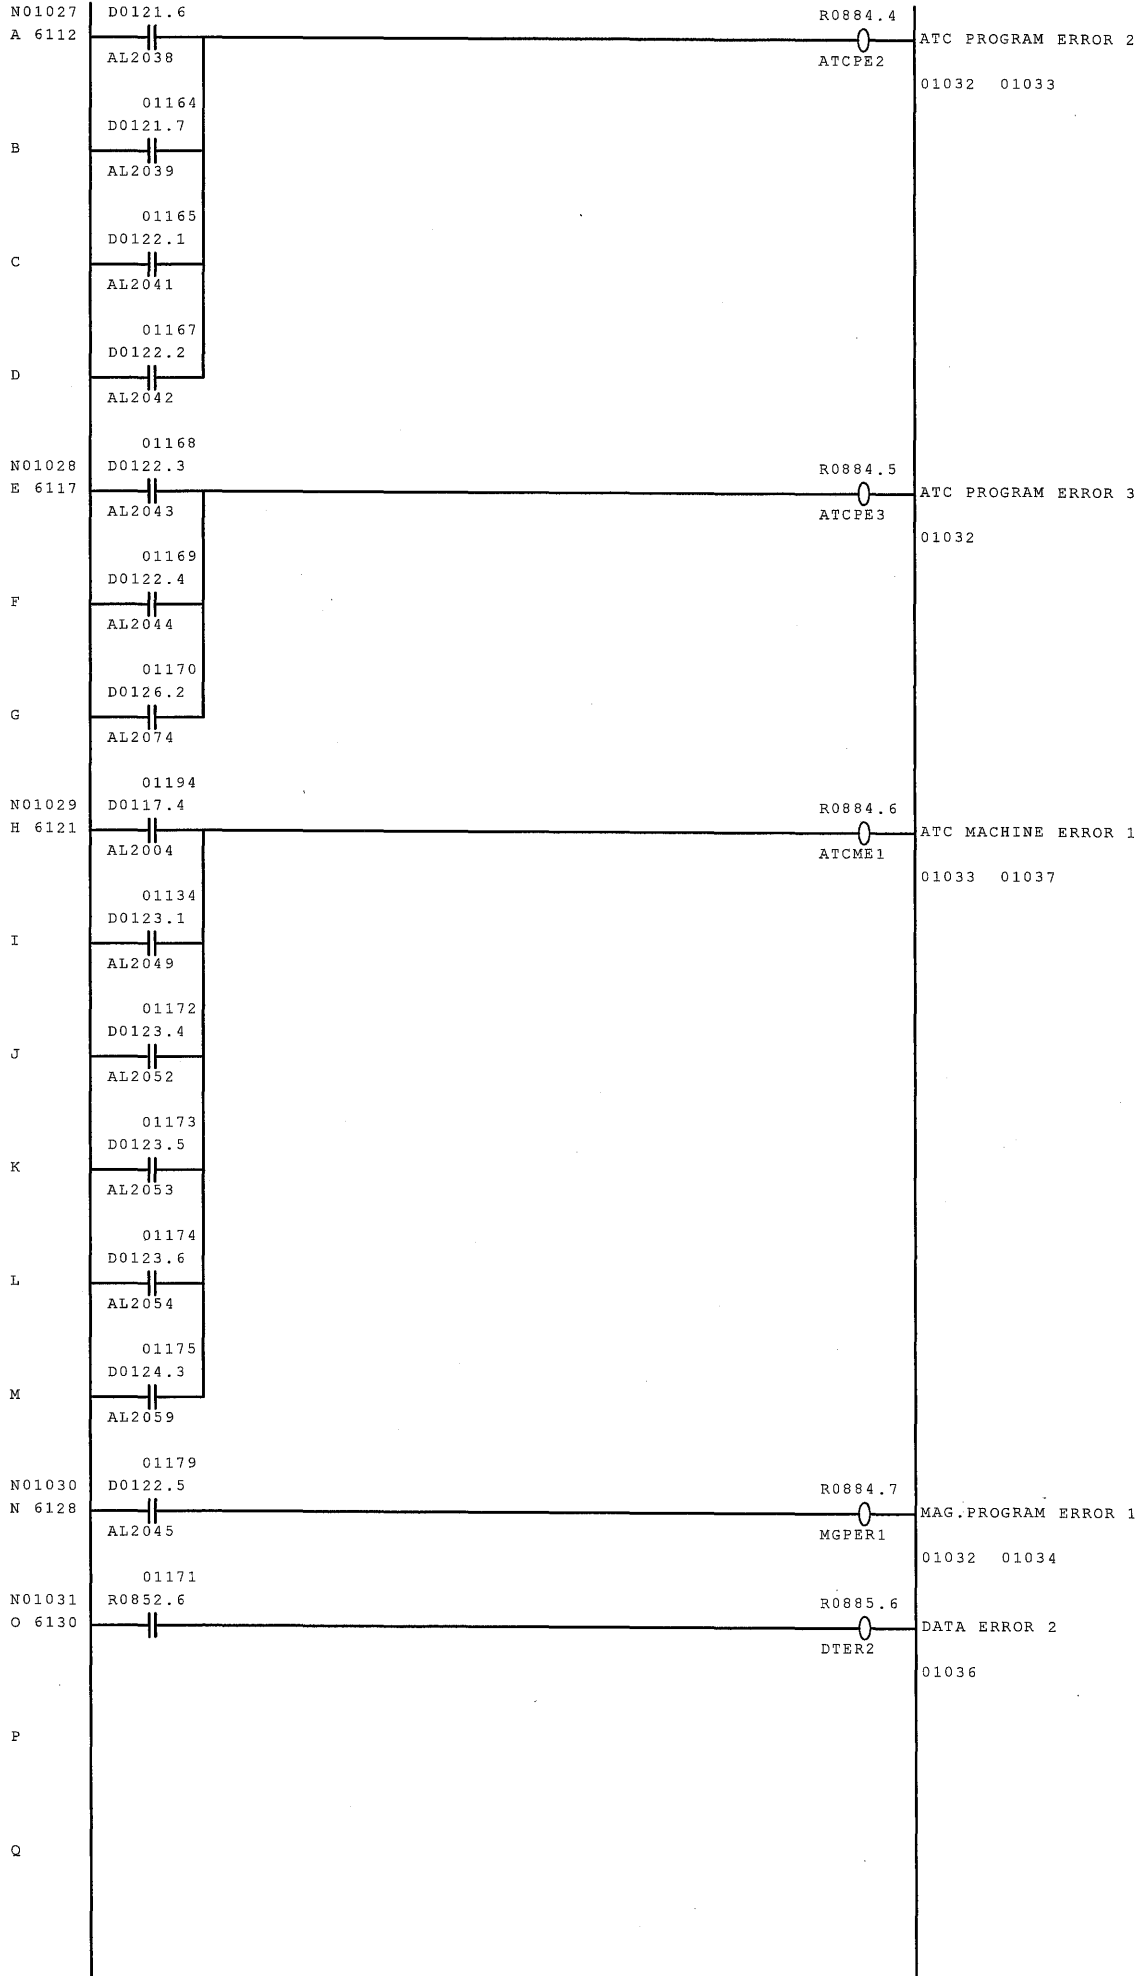 N01027 D0121.6 R0884.4
A 6112 ATC PROGRAM ERROR 2
AL2038 ATCPE2
01032 01033
01164
D0121.7
B
AL2039
01165
D0122.1
C
AL2041
01167
D0122.2
D
AL2042
01168
N01028 D0122.3 R0884.5
E 6117 ATC PROGRAM ERROR 3
AL2043 ATCPE3
01032
01169
D0122.4
F
AL2044
01170
D0126.2
G
AL2074
01194
N01029 D0117.4 R0884.6
H 6121 ATC MACHINE ERROR 1
AL2004 ATCME1
01033 01037
01134
D0123.1
I
AL2049
01172
D0123.4
J
AL2052
01173
D0123.5
K
AL2053
01174
D0123.6
L
AL2054
01175
D0124.3
M
AL2059
01179
N01030 D0122.5 R0884.7
N 6128 MAG.PROGRAM ERROR 1
AL2045 MGPER1
01032 01034
01171
N01031 R0852.6 R0885.6
O 6130 DATA ERROR 2
DTER2
01036
P
Q